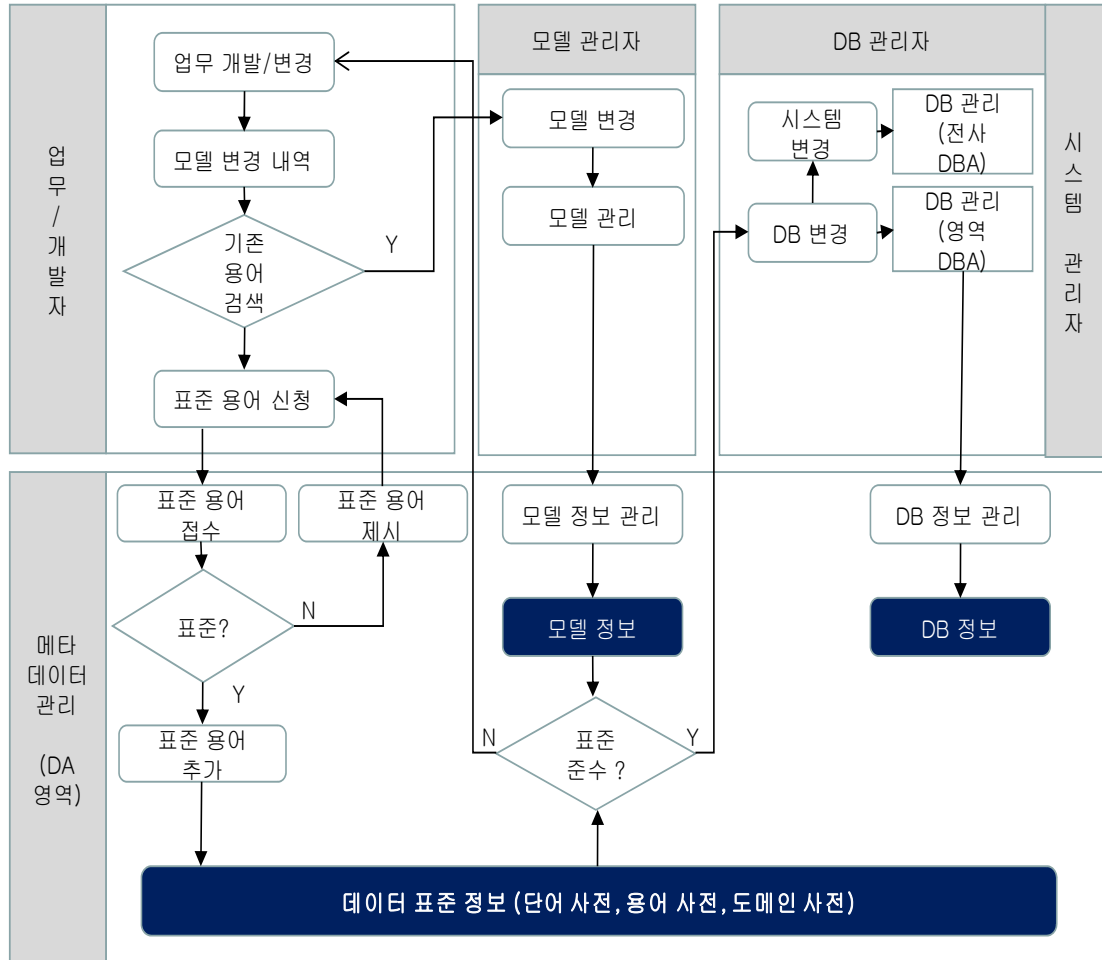 업
무
/
개
발
자
업무 개발/변경
모델 변경 내역
기존
용어
검색
Y
표준 용어 신청
모델 관리자
모델 변경
모델 관리
DB 관리자
시스템
변경
DB 관리
(전사
DBA)
DB 변경
DB 관리
(영역
DBA)
시
스
템
관
리
자
메타
데이터
관리
(DA
영역)
표준 용어
접수
표준 용어
제시
표준?
N
Y
표준 용어
추가
모델 정보 관리
모델 정보
N
표준
준수 ?
Y
DB 정보 관리
DB 정보
데이터 표준 정보 (단어 사전, 용어 사전, 도메인 사전)